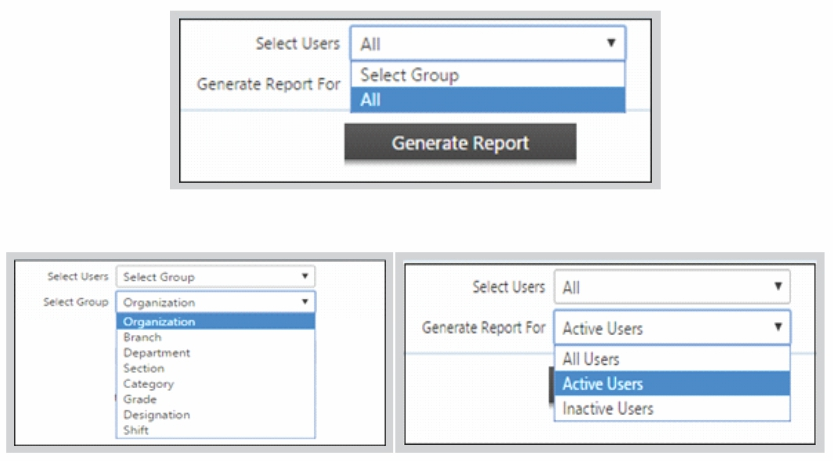 Select Users All
Select Group
Generate Report For
All
Generate Report
Select Users Select Group
Select Group Organization
Organization
Branch
Department
Section
Category
Grade
Designation
Shift
Select Users All
Generate Report For Active Users
All Users
Active Users
Inactive Users